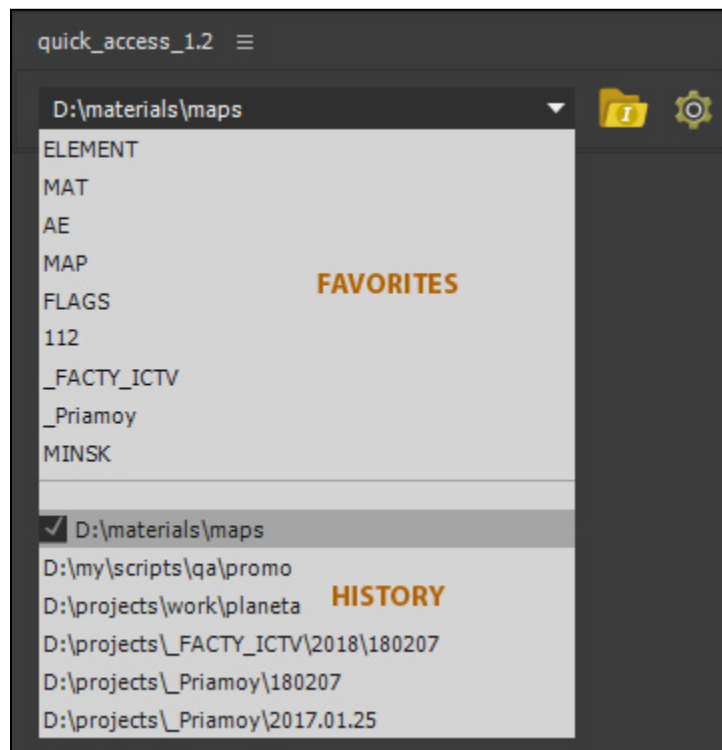 quick_access_1.2
D:\materials\maps
ELEMENT
MAT
AE
MAP
FAVORITES
FLAGS
112
_FACTY_ICTV
_Priamoy
MINSK
D:\materials\maps
D:\my\scripts\qa\promo
D:\projects\work\planeta
HISTORY
D:\projects\_FACTY_ICTV\2018\180207
D:\projects\_Priamoy\180207
D:\projects\_Priamoy\2017.01.25